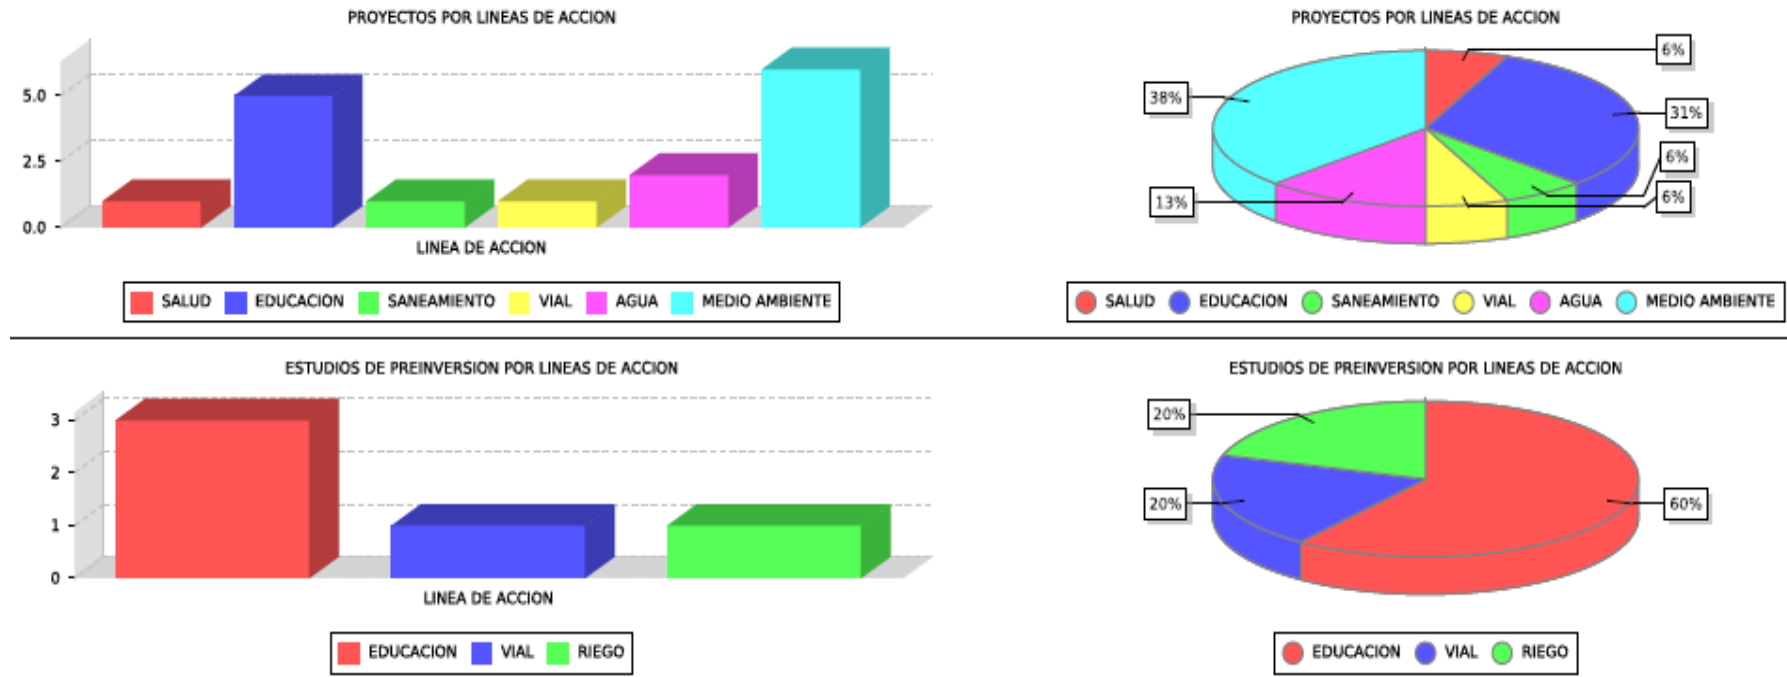 PROYECTOS POR LINEAS DE ACCION
5.0
2.5
0.0
LINEA DE ACCION
SALUD EDUCACION SANEAMIENTO VIAL AGUA MEDIO AMBIENTE
PROYECTOS POR LINEAS DE ACCION
6%
38%
31%
6%
6%
13%
SALUD EDUCACION SANEAMIENTO VIAL AGUA MEDIO AMBIENTE
ESTUDIOS DE PREINVERSION POR LINEAS DE ACCION
3
2
1
0
LINEA DE ACCION
EDUCACION VIAL RIEGO
ESTUDIOS DE PREINVERSION POR LINEAS DE ACCION
20%
20%
60%
EDUCACION VIAL RIEGO